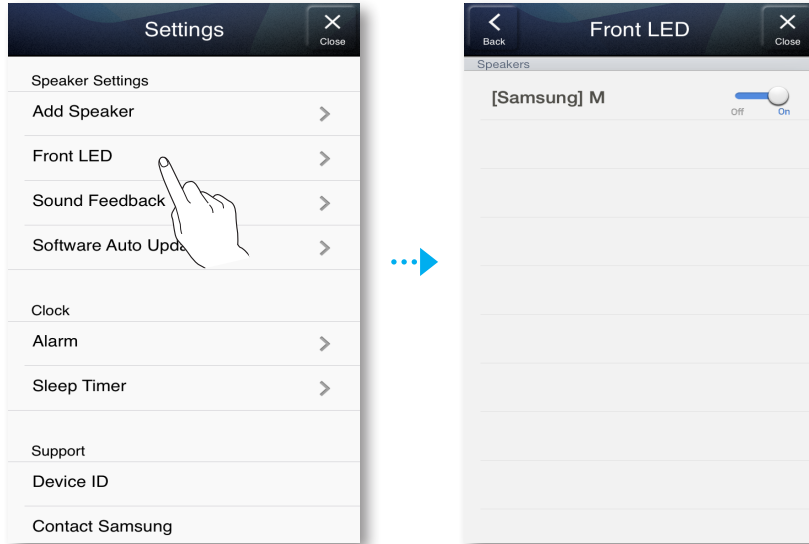 Settings
Close
Speaker Settings
Add Speaker
Front LED
Sound Feedback
Software Auto
Clock
Alarm
Sleep Timer
Support
Device ID
Contact Samsung
Back
Front LED
Close
Speakers
[Samsung] M
Off On